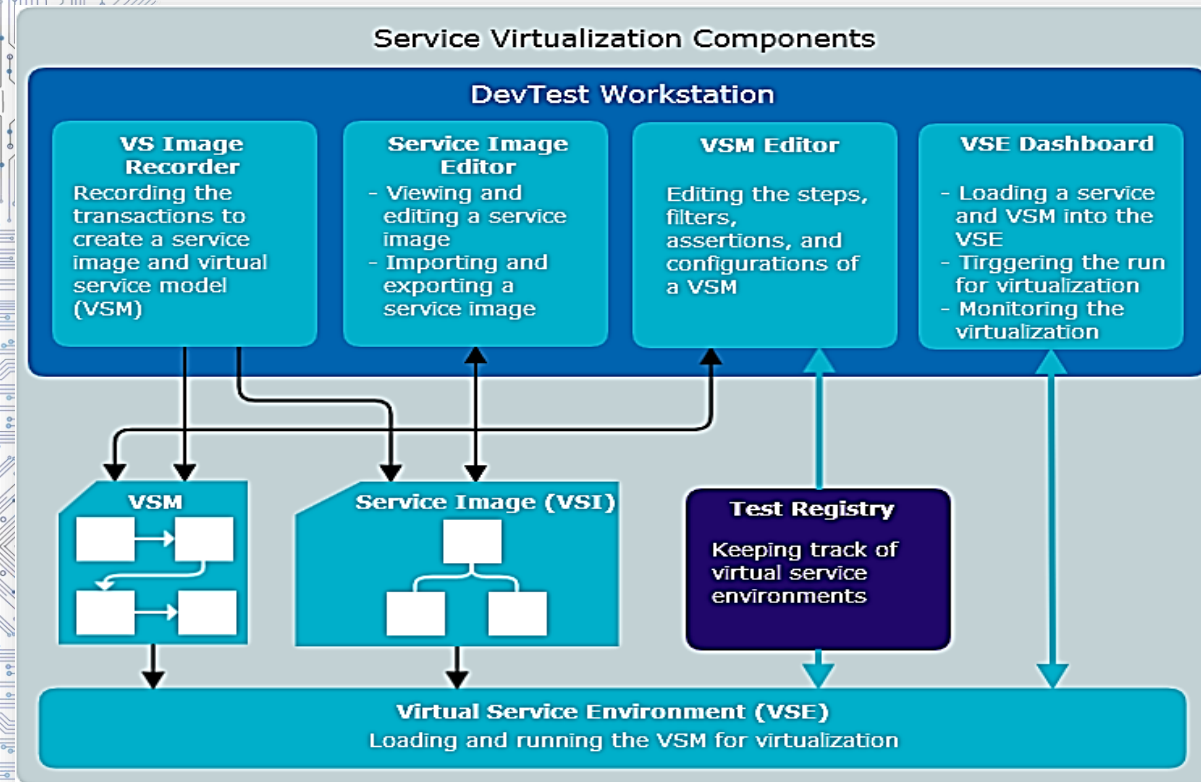 Service Virtualization Components
DevTest Workstation
VS Image
Recorder
Recording the
transactions to
create a service
image and virtual
service model
(VSM)
Service Image
Editor
- Viewing and
editing a service
image
- Importing and
exporting a
service image
VSM Editor
Editing the steps,
filters,
assertions, and
configurations of
a VSM
VSE Dashboard
- Loading a service
and VSM into the
VSE
- Tirggering the run
for virtualization
- Monitoring the
virtualization
VSM
Service Image (VSI)
Test Registry
Keeping track of
virtual service
environments
Virtual Service Environment (VSE)
Loading and running the VSM for virtualization